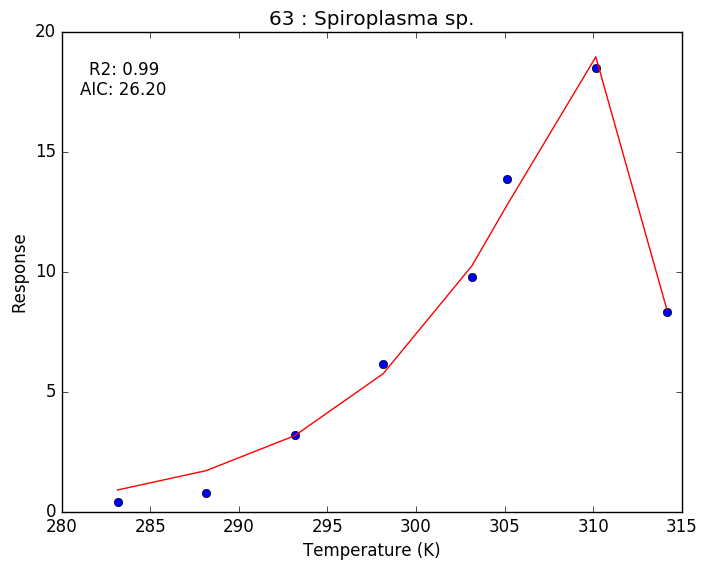 63 : Spiroplasma sp.
R2: 0.99
AIC: 26.20
20
15
10
5
0
Response
280 285 290 295 300 305 310 315
Temperature (K)